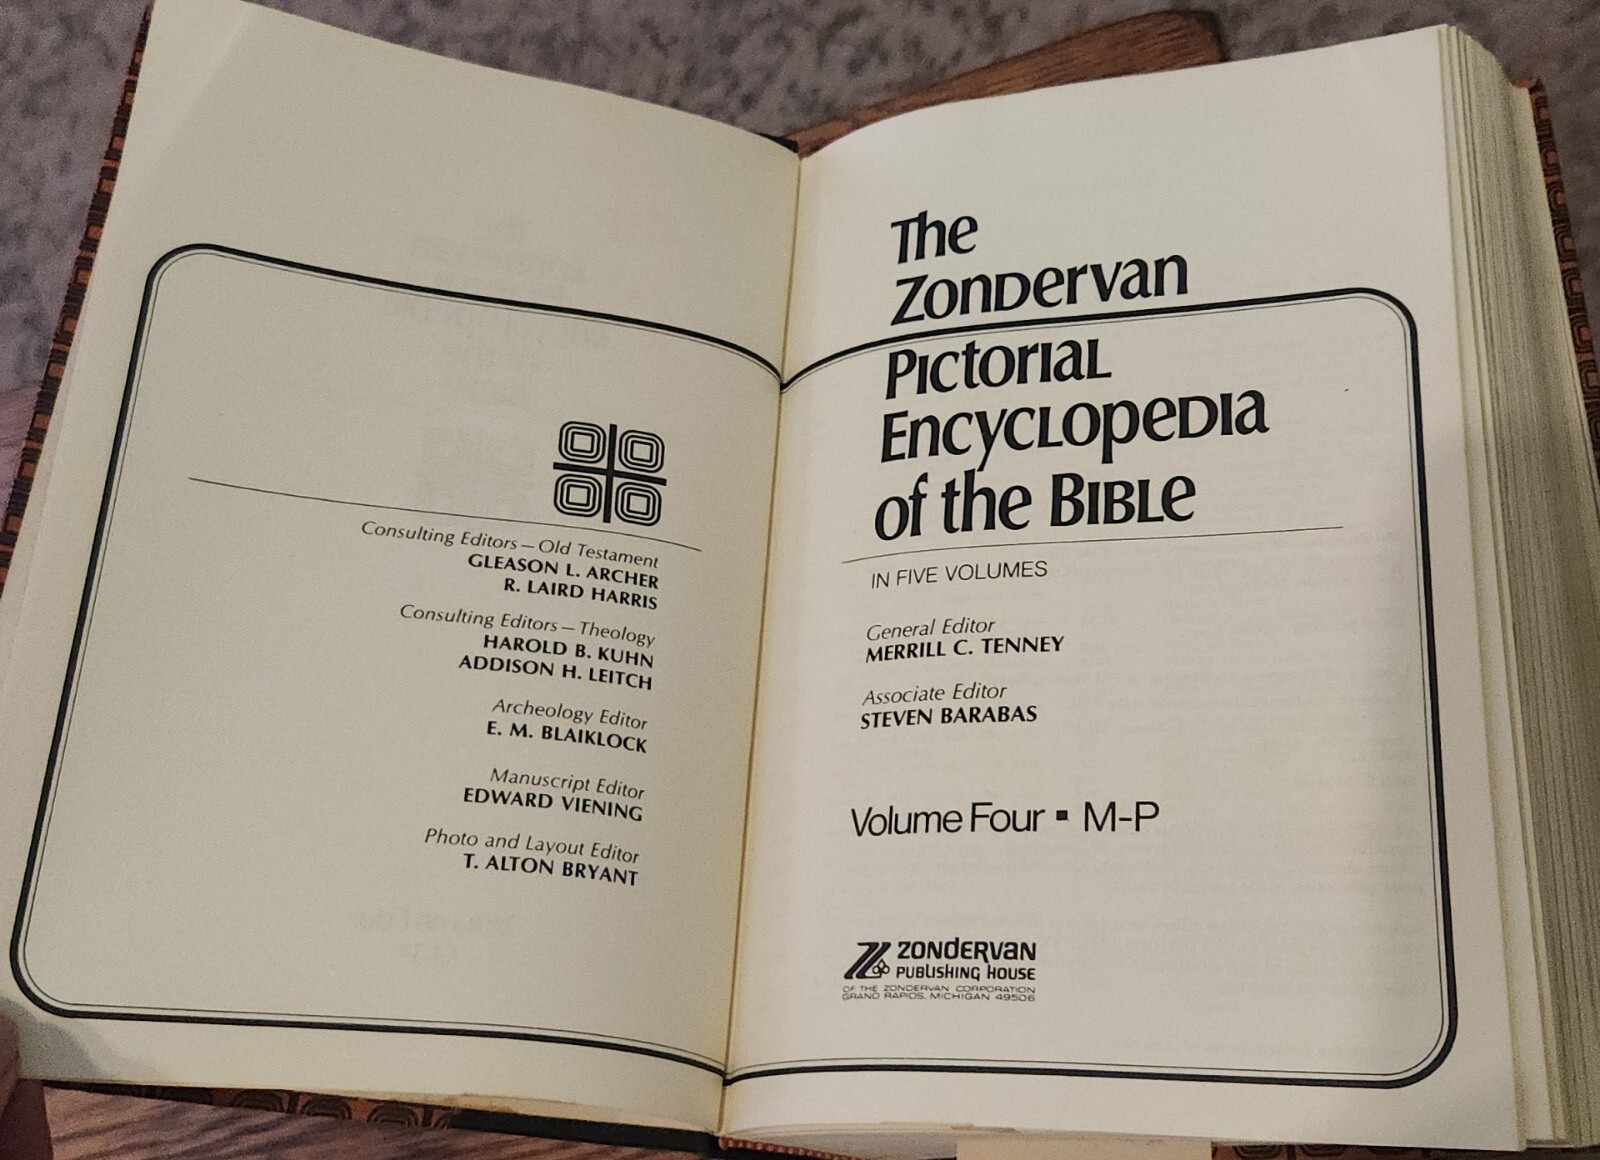 Consulting Editors—Old Testament
GLEASON L. ARCHER
R. LAIRD HARRIS
Consulting Editors—Theology
HAROLD B. KUHN
ADDISON H. LEITCH
Archeology Editor
E. M. BLAIKLOCK
Manuscript Editor
EDWARD VIENING
Photo and Layout Editor
T. ALTON BRYANT
The
Zondervan
Pictorial
Encyclopedia
of the Bible
IN FIVE VOLUMES
General Editor
MERRILL C. TENNEY
Associate Editor
STEVEN BARABAS
Volume Four ▪ M-P
ZONDERVAN
PUBLISHING HOUSE
OF THE ZONDERVAN CORPORATION
GRAND RAPIDS, MICHIGAN 49506